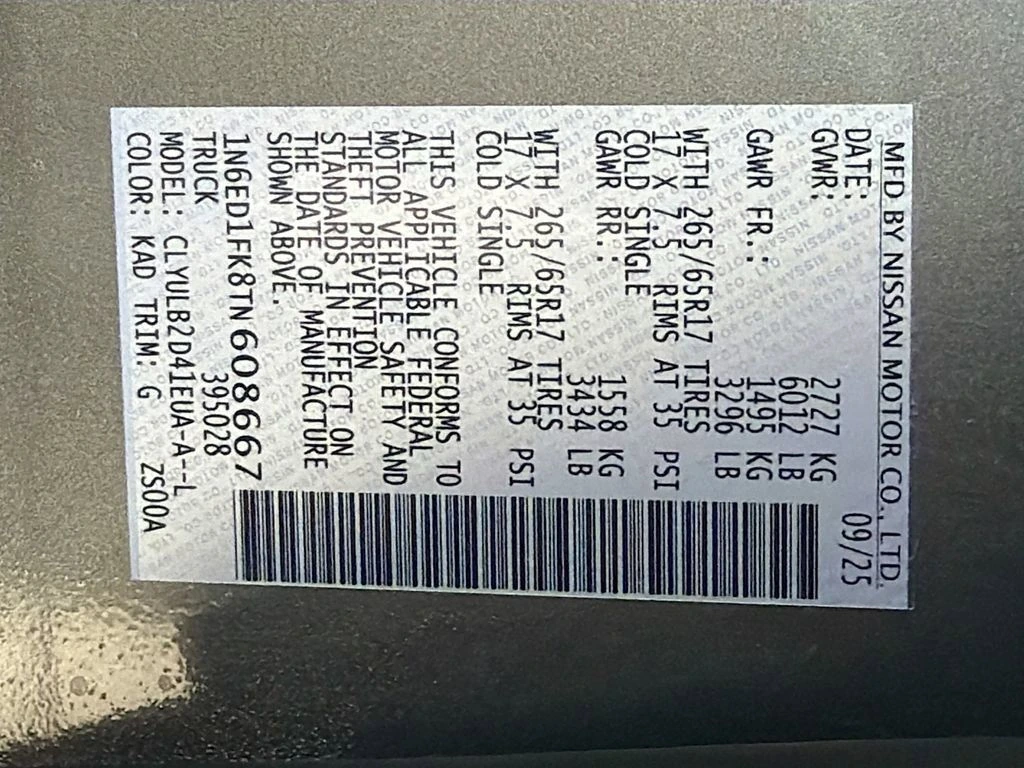 MFD BY NISSAN MOTOR CO., LTD.
DATE: 09/25
GVWR: 2727 KG
6012 LB
GAWR FR.: 1495 KG
3296 LB
WITH 265/65R17 TIRES
17 X 7.5 RIMS AT 35 PSI
COLD SINGLE
GAWR RR.: 1558 KG
3434 LB
WITH 265/65R17 TIRES
17 X 7.5 RIMS AT 35 PSI
COLD SINGLE
THIS VEHICLE CONFORMS TO
ALL APPLICABLE FEDERAL
MOTOR VEHICLE SAFETY AND
THEFT PREVENTION
STANDARDS IN EFFECT ON
THE DATE OF MANUFACTURE
SHOWN ABOVE.
1N6ED1FK8TN608667
TRUCK 395028
MODEL: CLYULB2D41EUA-A--L
COLOR: KAD TRIM: G 2S00A